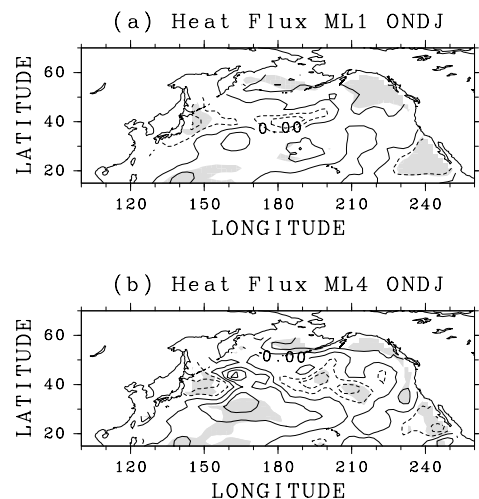 (a) Heat Flux ML1 ONDJ
LATITUDE
60
40
20
0.00
120 150 180 210 240
LONGITUDE
(b) Heat Flux ML4 ONDJ
LATITUDE
60
40
20
0.00
120 150 180 210 240
LONGITUDE